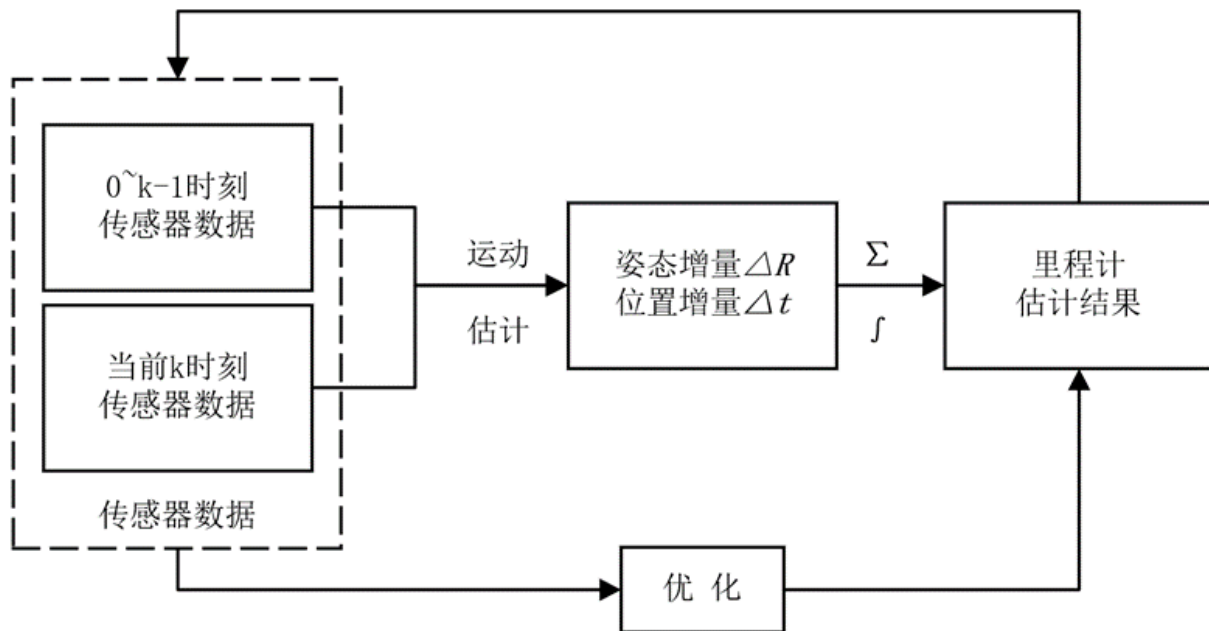 0~k-1时刻
传感器数据
当前k时刻
传感器数据
传感器数据
运动
估计
姿态增量△R
位置增量△t
Σ
∫
里程计
估计结果
优 化